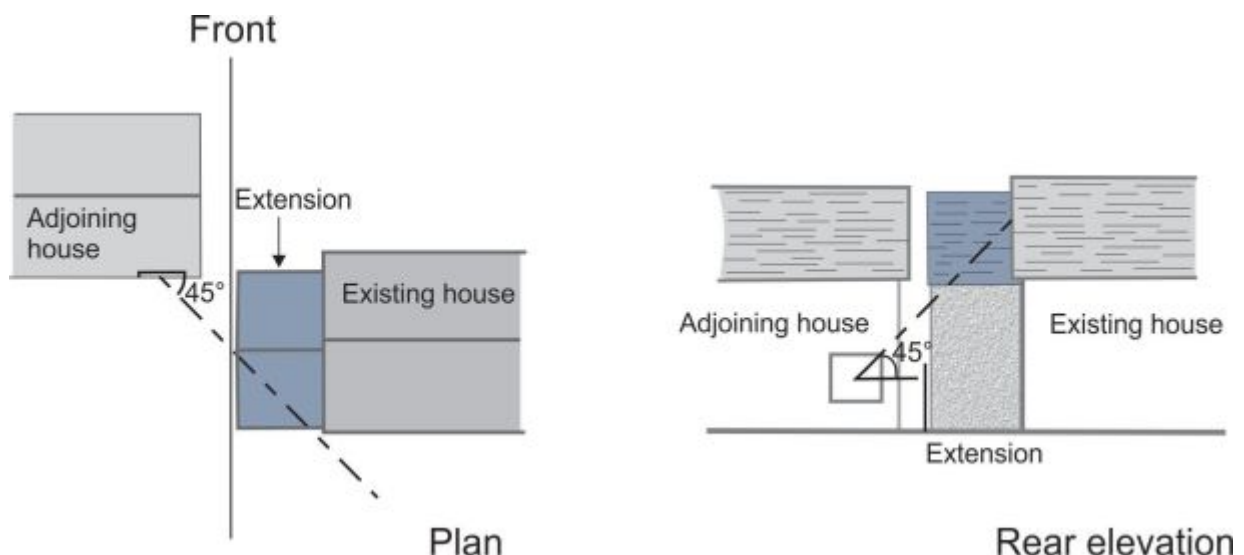 Front
Extension
Adjoining
house
45°
Existing house
Plan
Adjoining house
45°
Existing house
Extension
Rear elevation